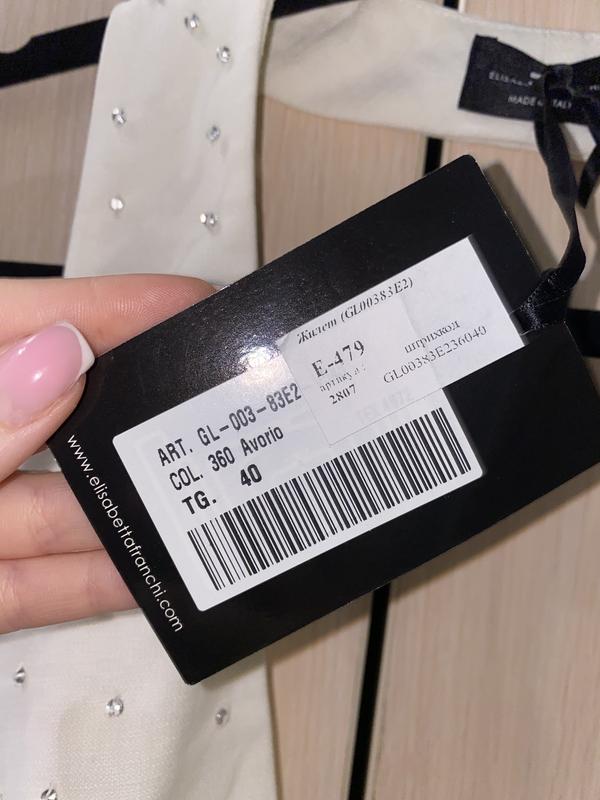 MADE IN ITALY
Жилет (GL00383E2)
E-479
штрихкод
артикул:
GL00383E236040
2807
ART. GL-003-83E2
COL. 360 Avorio
TG. 40
www.elisabettafranchi.com